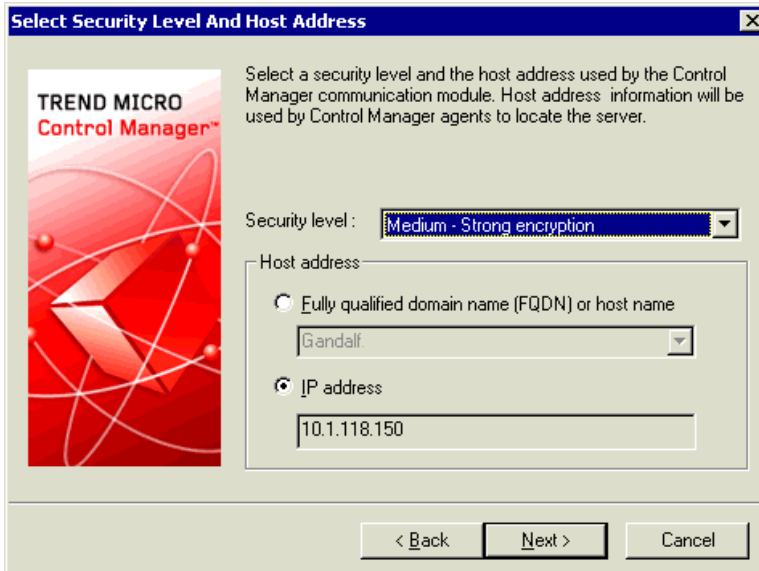 Select Security Level And Host Address
TREND MICRO
Control Manager™
Select a security level and the host address used by the Control
Manager communication module. Host address  information will be
used by Control Manager agents to locate the server.
Security level :
Medium - Strong encryption
Host address
Fully qualified domain name (FQDN) or host name
Gandalf.
IP address
10.1.118.150
< Back
Next >
Cancel